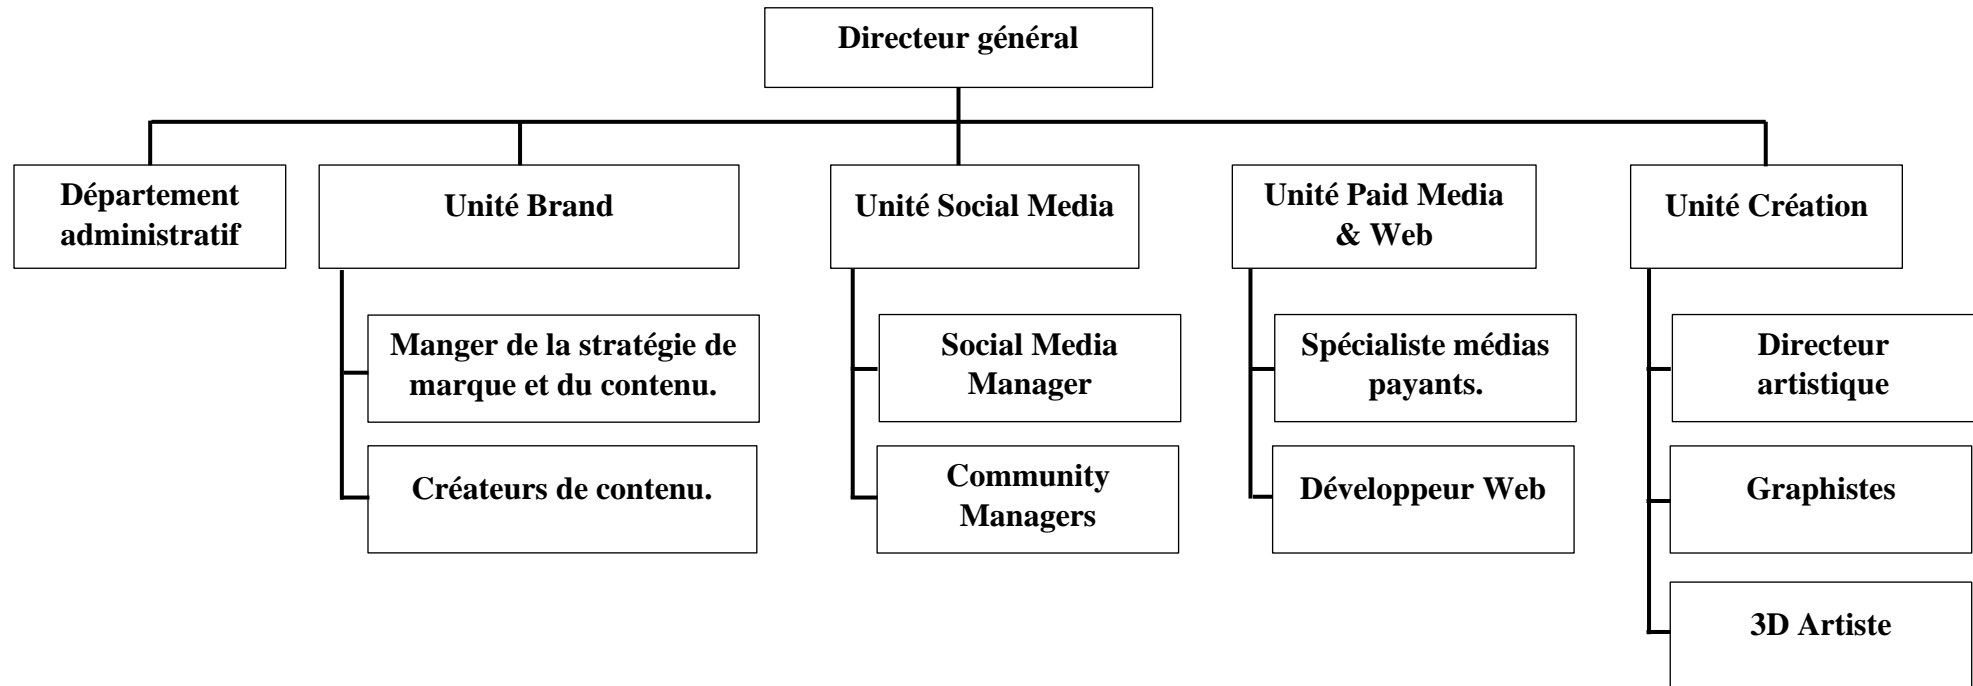 Directeur général
Département
administratif
Unité Brand
Unité Social Media
Unité Paid Media
& Web
Unité Création
Manger de la stratégie de
marque et du contenu.
Créateurs de contenu.
Social Media
Manager
Community
Managers
Spécialiste médias
payants.
Développeur Web
Directeur
artistique
Graphistes
3D Artiste